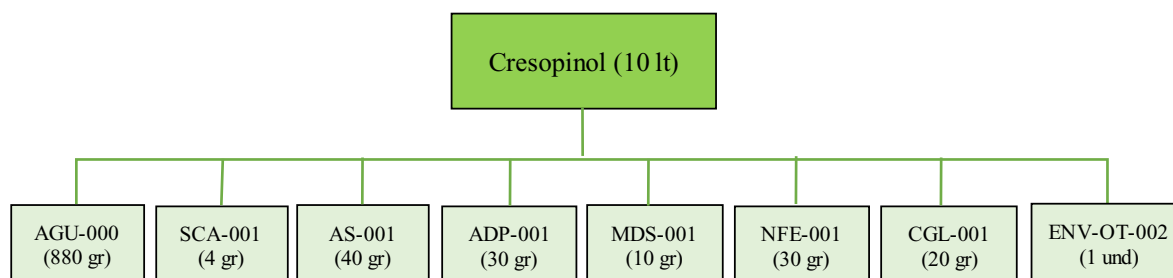 Cresopinol (10 lt)
AGU-000
(880 gr)
SCA-001
(4 gr)
AS-001
(40 gr)
ADP-001
(30 gr)
MDS-001
(10 gr)
NFE-001
(30 gr)
CGL-001
(20 gr)
ENV-OT-002
(1 und)